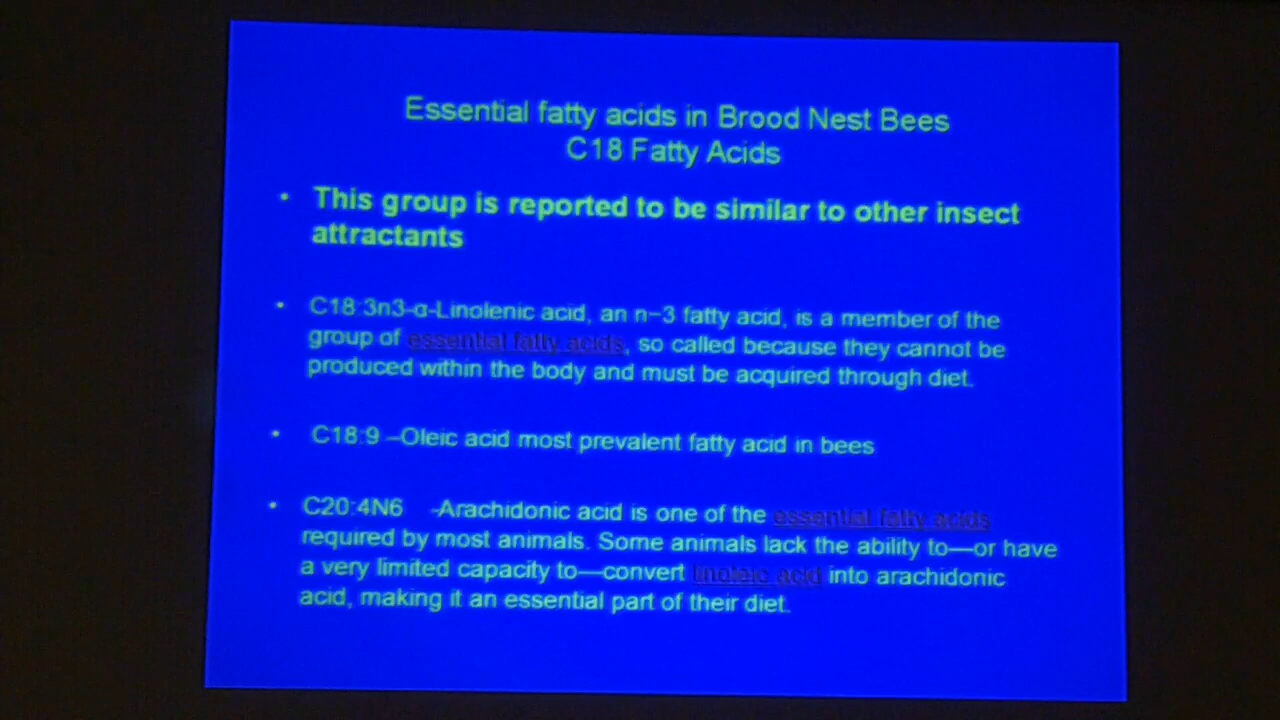 Essential fatty acids in Brood Nest Bees
C18 Fatty Acids
• This group is reported to be similar to other insect
attractants
• C18:3n3-α-Linolenic acid, an n−3 fatty acid, is a member of the
group of essential fatty acids, so called because they cannot be
produced within the body and must be acquired through diet.
• C18:9 –Oleic acid most prevalent fatty acid in bees
• C20:4N6 -Arachidonic acid is one of the essential fatty acids
required by most animals. Some animals lack the ability to—or have
a very limited capacity to—convert linoleic acid into arachidonic
acid, making it an essential part of their diet.